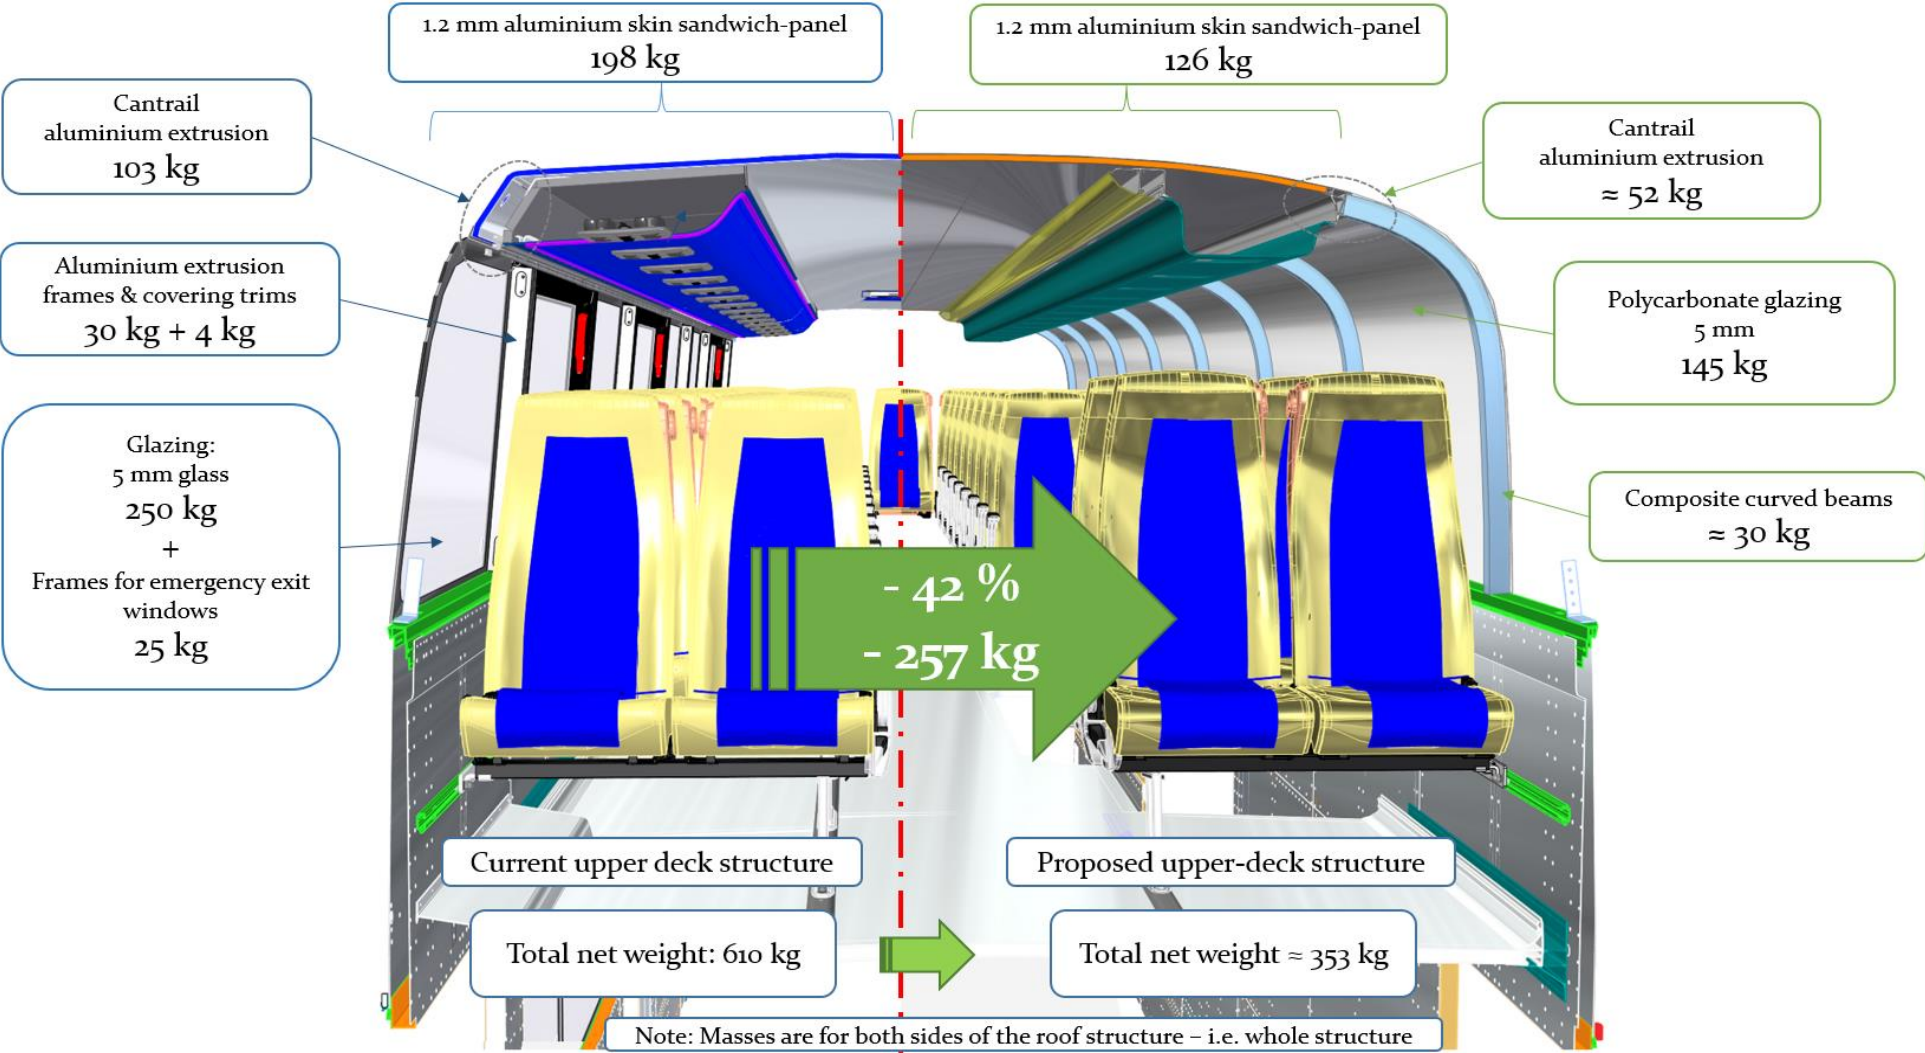 1.2 mm aluminium skin sandwich-panel
198 kg
1.2 mm aluminium skin sandwich-panel
126 kg
Cantrail
aluminium extrusion
103 kg
Cantrail
aluminium extrusion
≈ 52 kg
Aluminium extrusion
frames & covering trims
30 kg + 4 kg
Polycarbonate glazing
5 mm
145 kg
Glazing:
5 mm glass
250 kg
+
Frames for emergency exit
windows
25 kg
Composite curved beams
≈ 30 kg
- 42 %
- 257 kg
Current upper deck structure
Proposed upper-deck structure
Total net weight: 610 kg
Total net weight ≈ 353 kg
Note: Masses are for both sides of the roof structure – i.e. whole structure